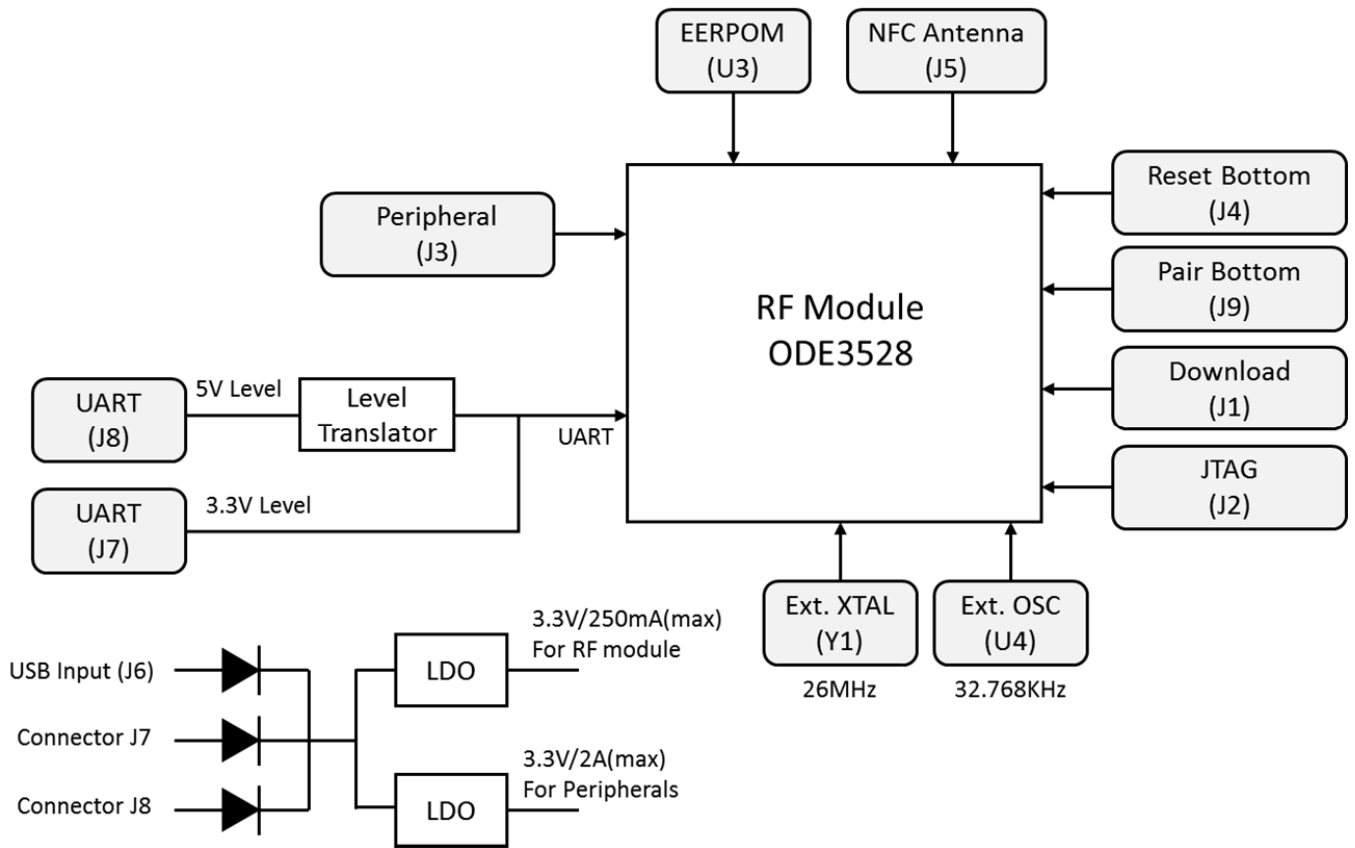 EERPOM
(U3)
NFC Antenna
(J5)
Reset Bottom
(J4)
Peripheral
(J3)
Pair Bottom
(J9)
RF Module
ODE3528
Download
(J1)
UART
(J8)
5V Level
Level
Translator
UART
JTAG
(J2)
UART
(J7)
3.3V Level
Ext. XTAL
(Y1)
26MHz
Ext. OSC
(U4)
32.768KHz
USB Input (J6)
Connector J7
Connector J8
LDO
3.3V/250mA(max)
For RF module
LDO
3.3V/2A(max)
For Peripherals